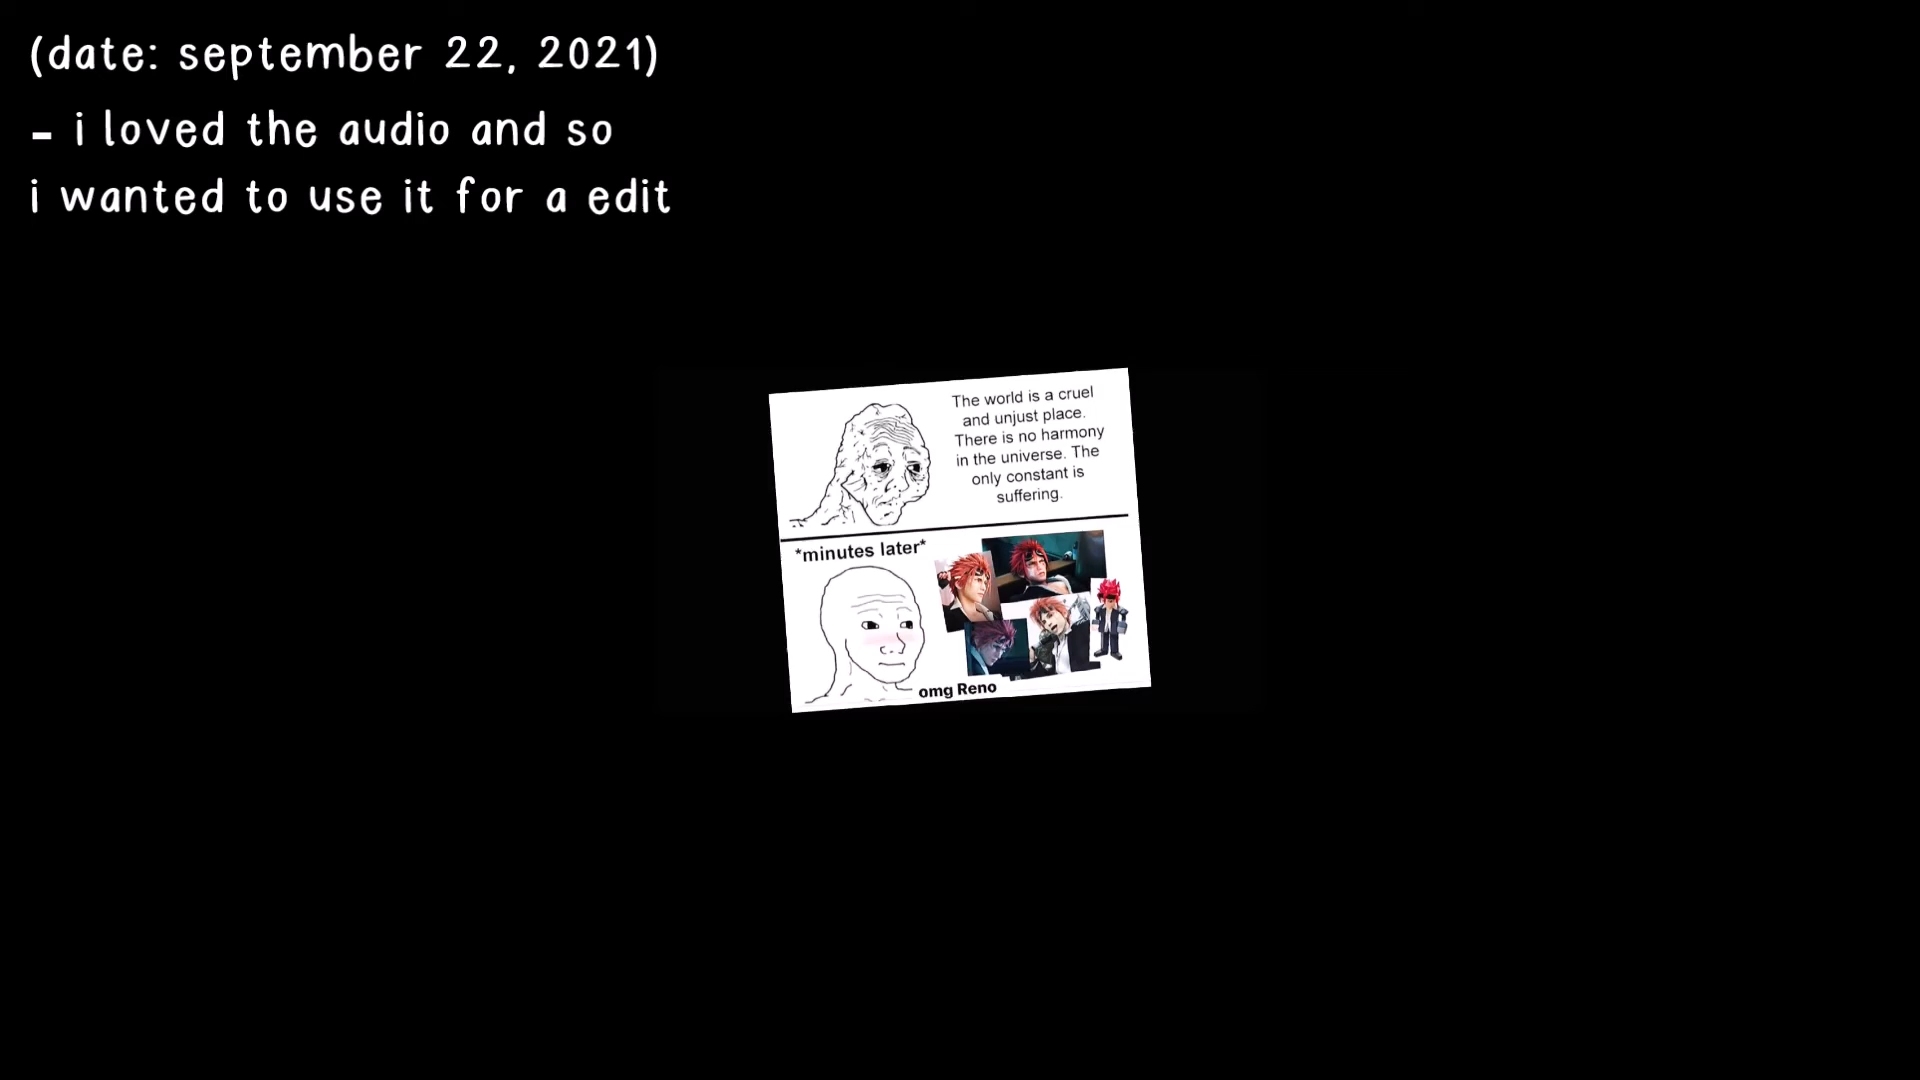 (date: september 22, 2021)
- i loved the audio and so
i wanted to use it for a edit
The world is a cruel
and unjust place.
There is no harmony
in the universe. The
only constant is
suffering.
*minutes later*
omg Reno